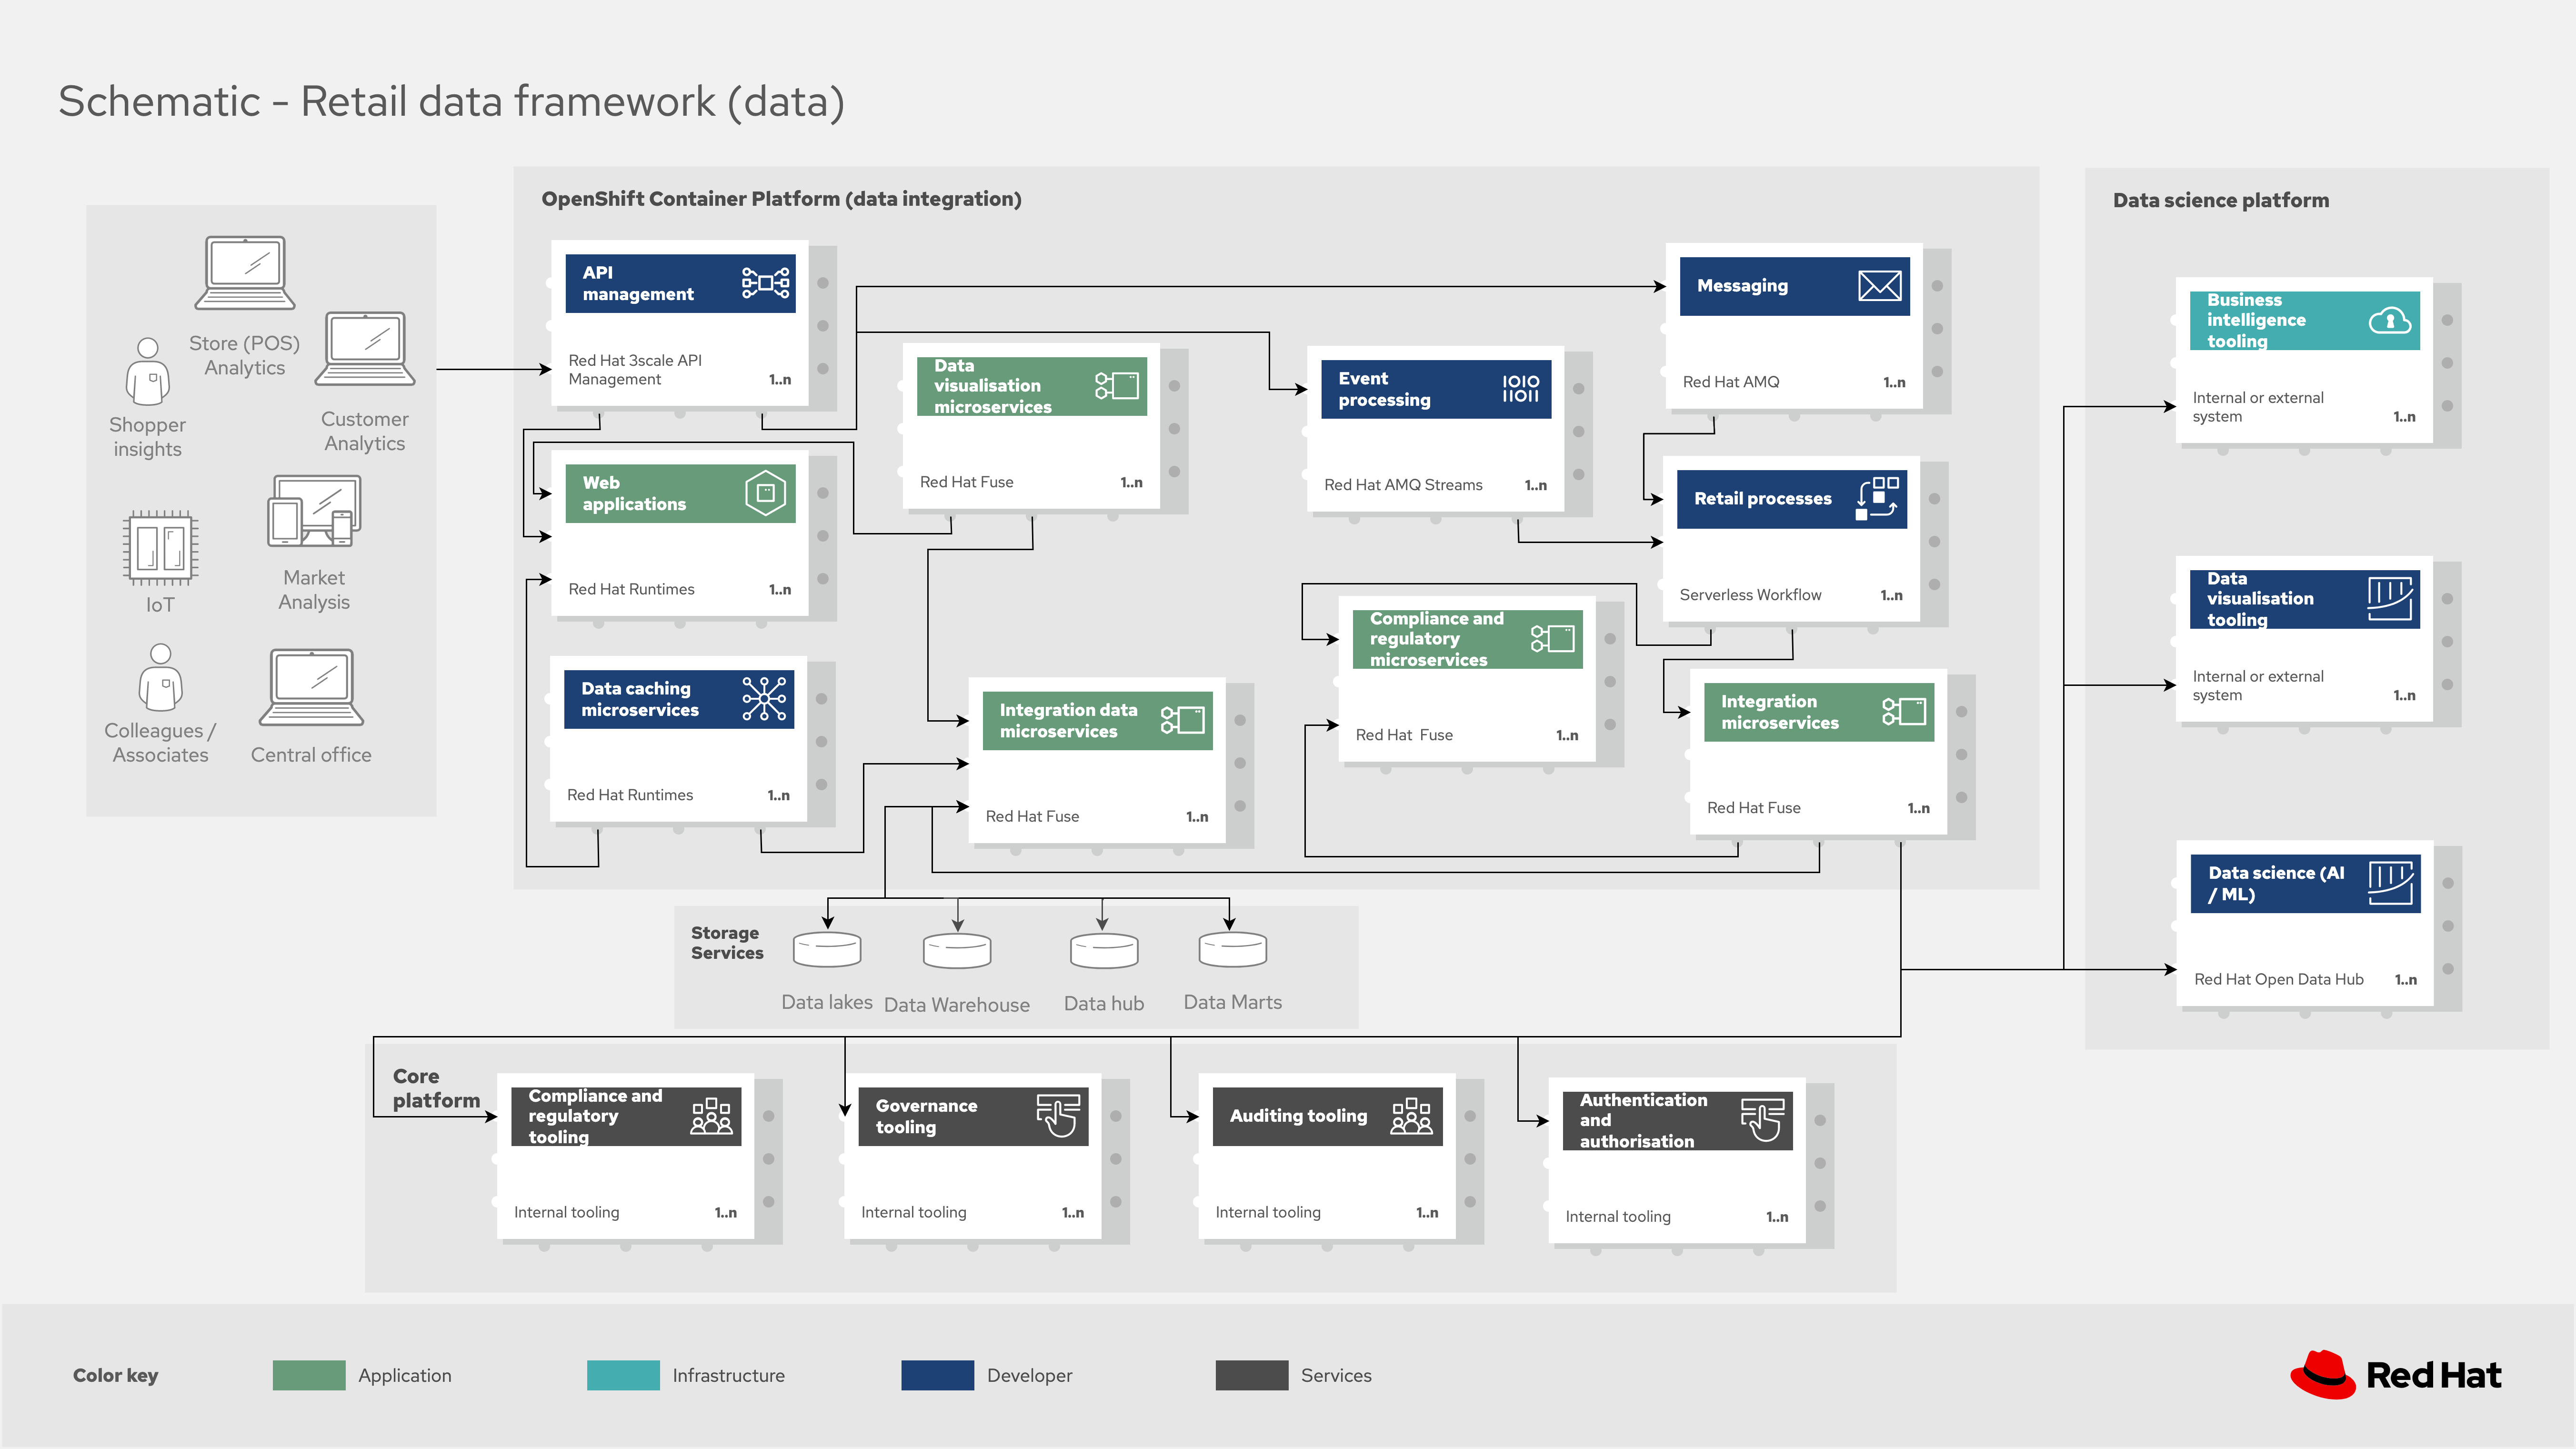 Schematic - Retail data framework (data)
Store (POS)
Analytics
Shopper
insights
Customer
Analytics
IoT
Market
Analysis
Colleagues /
Associates
Central office
OpenShift Container Platform (data integration)
API
management
Red Hat 3scale API
Management
1..n
Data
visualisation
microservices
Red Hat Fuse
1..n
Event
processing
IOIO
IIOII
Red Hat AMQ Streams
1..n
Messaging
Red Hat AMQ
1..n
Web
applications
Red Hat Runtimes
1..n
Retail processes
Serverless Workflow
1..n
Compliance and
regulatory
microservices
Red Hat  Fuse
1..n
Data caching
microservices
Red Hat Runtimes
1..n
Integration data
microservices
Red Hat Fuse
1..n
Integration
microservices
Red Hat Fuse
1..n
Data science platform
Business
intelligence
tooling
Internal or external
system
1..n
Data
visualisation
tooling
Internal or external
system
1..n
Data science (AI
/ ML)
Red Hat Open Data Hub
1..n
Storage
Services
Data lakes
Data Warehouse
Data hub
Data Marts
Core
platform
Compliance and
regulatory
tooling
Internal tooling
1..n
Governance
tooling
Internal tooling
1..n
Auditing tooling
Internal tooling
1..n
Authentication
and
authorisation
Internal tooling
1..n
Color key
Application
Infrastructure
Developer
Services
Red Hat